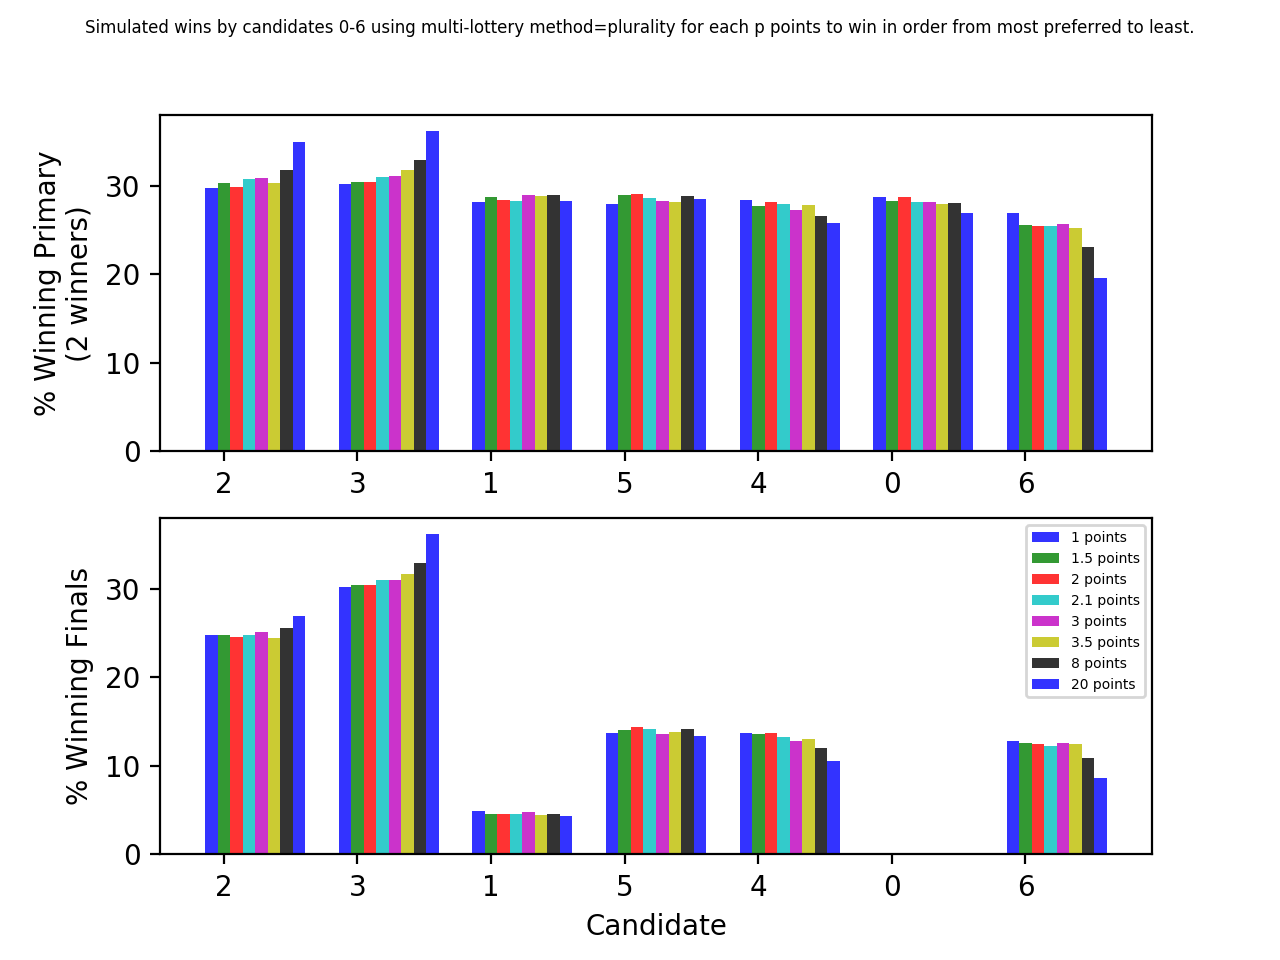 Simulated wins by candidates 0-6 using multi-lottery method=plurality for each p points to win in order from most preferred to least.
% Winning Primary
(2 winners)
30
20
10
0
2 3 1 5 4 0 6
% Winning Finals
30
20
10
0
1 points
1.5 points
2 points
2.1 points
3 points
3.5 points
8 points
20 points
2 3 1 5 4 0 6
Candidate